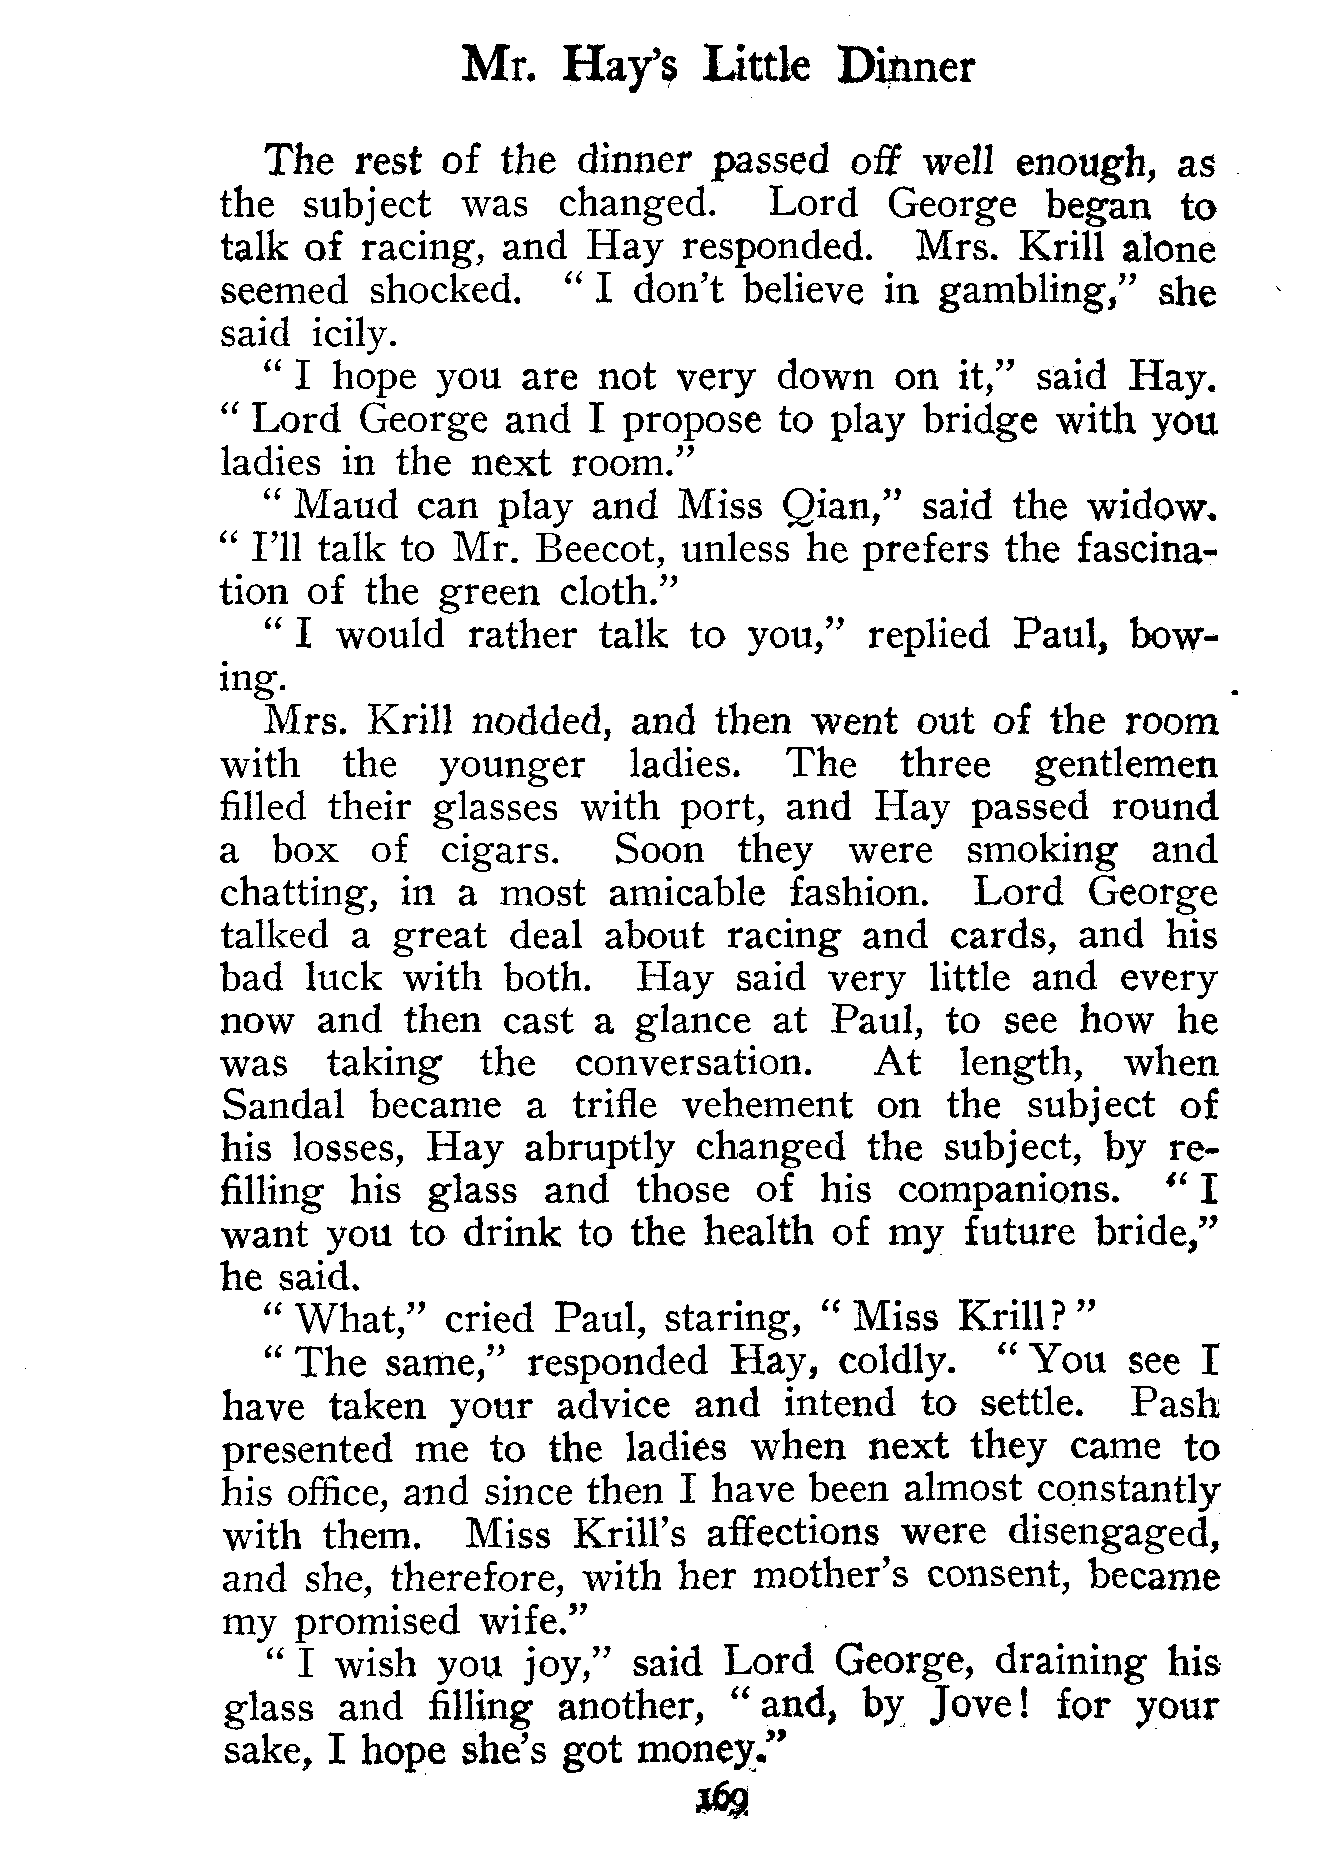 Mr. Hay's Little Dinner
The rest of the dinner passed off well enough, as
the subject was changed. Lord George began to
talk of racing, and Hay responded. Mrs. Krill alone
seemed shocked. " I don't believe in gambling," she
said icily.
" I hope you are not very down on it," said Hay.
" Lord George and I propose to play bridge with you
ladies in the next room."
" Maud can play and Miss Qian," said the widow.
" I'll talk to Mr. Beecot, unless he prefers the fascina-
tion of the green cloth."
" I would rather talk to you," replied Paul, bow-
ing.
Mrs. Krill nodded, and then went out of the room
with the younger ladies. The three gentlemen
filled their glasses with port, and Hay passed round
a box of cigars. Soon they were smoking and
chatting, in a most amicable fashion. Lord George
talked a great deal about racing and cards, and his
bad luck with both. Hay said very little and every
now and then cast a glance at Paul, to see how he
was taking the conversation. At length, when
Sandal became a trifle vehement on the subject of
his losses, Hay abruptly changed the subject, by re-
filling his glass and those of his companions. " I
want you to drink to the health of my future bride,"
he said.
" What," cried Paul, staring, " Miss Krill? "
" The same," responded Hay, coldly. " You see I
have taken your advice and intend to settle. Pash
presented me to the ladies when next they came to
his office, and since then I have been almost constantly
with them. Miss Krill's affections were disengaged,
and she, therefore, with her mother's consent, became
my promised wife."
" I wish you joy," said Lord George, draining his
glass and filling another, " and, by Jove! for your
sake, I hope she's got money."
169